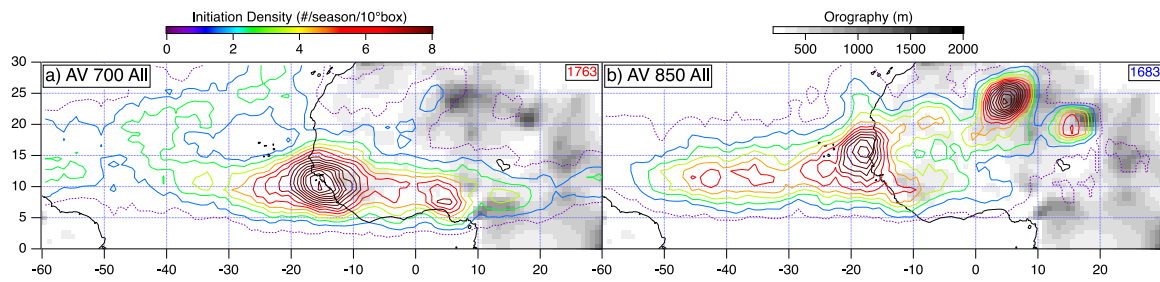 Initiation Density (#/season/10°box)
0 2 4 6 8
Orography (m)
500 1000 1500 2000
a) AV 700 All
1763
b) AV 850 All
1683
30
25
20
15
10
5
0
-60 -50 -40 -30 -20 -10 0 10 20 -60 -50 -40 -30 -20 -10 0 10 20